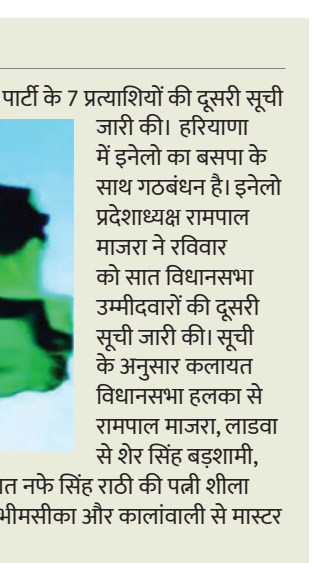 पार्टी के 7 प्रत्याशियों की दूसरी सूची
जारी की। हरियाणा
में इनेलो का बसपा के
साथ गठबंधन है। इनेलो
प्रदेशाध्यक्ष रामपाल
माजरा ने रविवार
को सात विधानसभा
उम्मीदवारों की दूसरी
सूची जारी की। सूची
के अनुसार कलायत
विधानसभा हलका से
रामपाल माजरा, लाडवा
से शेर सिंह बड़शामी,
नफे सिंह राठी की पत्नी शीला
भीमसीका और कालांवाली से मास्टर